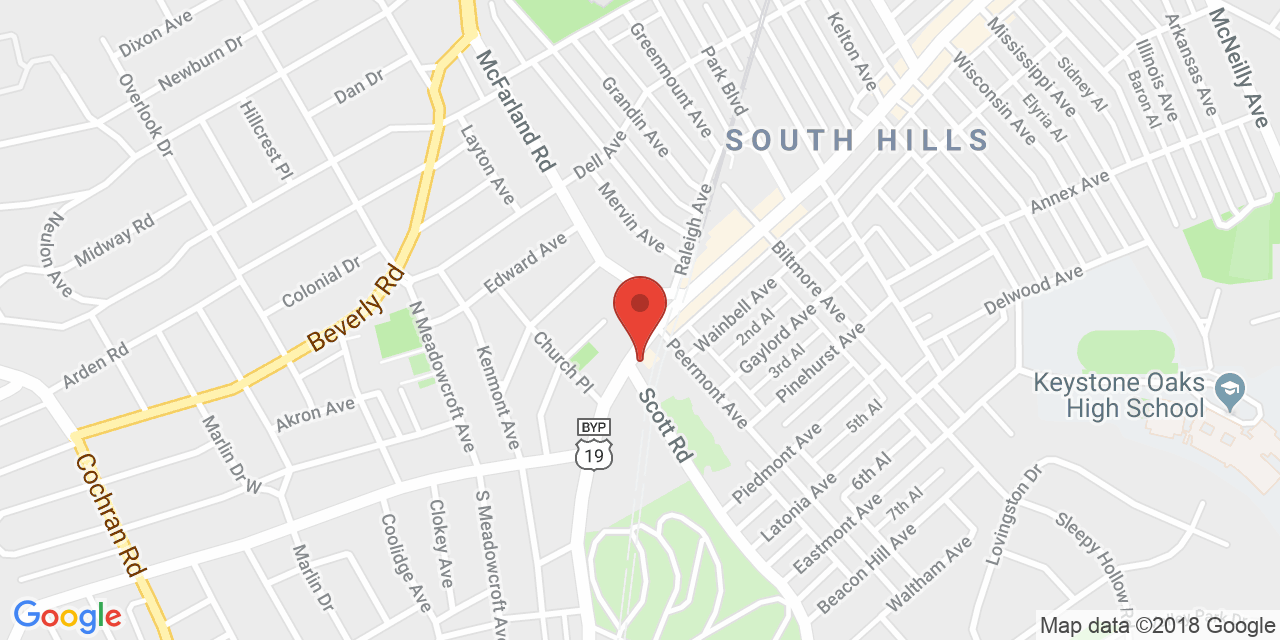 Dixon Ave
Newburn Dr
Overlook Dr
Hillcrest Pl
Dan Dr
Layton Ave
McFarland Rd
Dell Ave
Grandin Ave
Greenmount Ave
Park Blvd
Kelton Ave
SOUTH HILLS
Wisconsin Ave
Mississippi Ave
Sidney Al
Elyria Al
Illinois Ave
Baron Al
Arkansas Ave
McNeilly Ave
Annex Ave
Delwood Ave
Mervin Ave
Raleigh Ave
Biltmore Ave
Neulon Ave
Midway Rd
Colonial Dr
Edward Ave
Beverly Rd
N Meadowcroft Ave
Kenmont Ave
Church Pl
Arden Rd
Akron Ave
Marlin Dr W
Cochran Rd
Wainbell Ave
2nd Al
Gaylord Ave
3rd Al
Pinehurst Ave
Peermont Ave
Scott Rd
BYP
19
Keystone Oaks
High School
5th Al
Piedmont Ave
6th Al
Latonia Ave
7th Al
Eastmont Ave
Beacon Hill Ave
Waltham Ave
Lovingston Dr
Sleepy Hollow R
Clokey Ave
Coolidge Ave
S Meadowcroft Ave
Marlin Dr
Google
Map data ©2018 Google